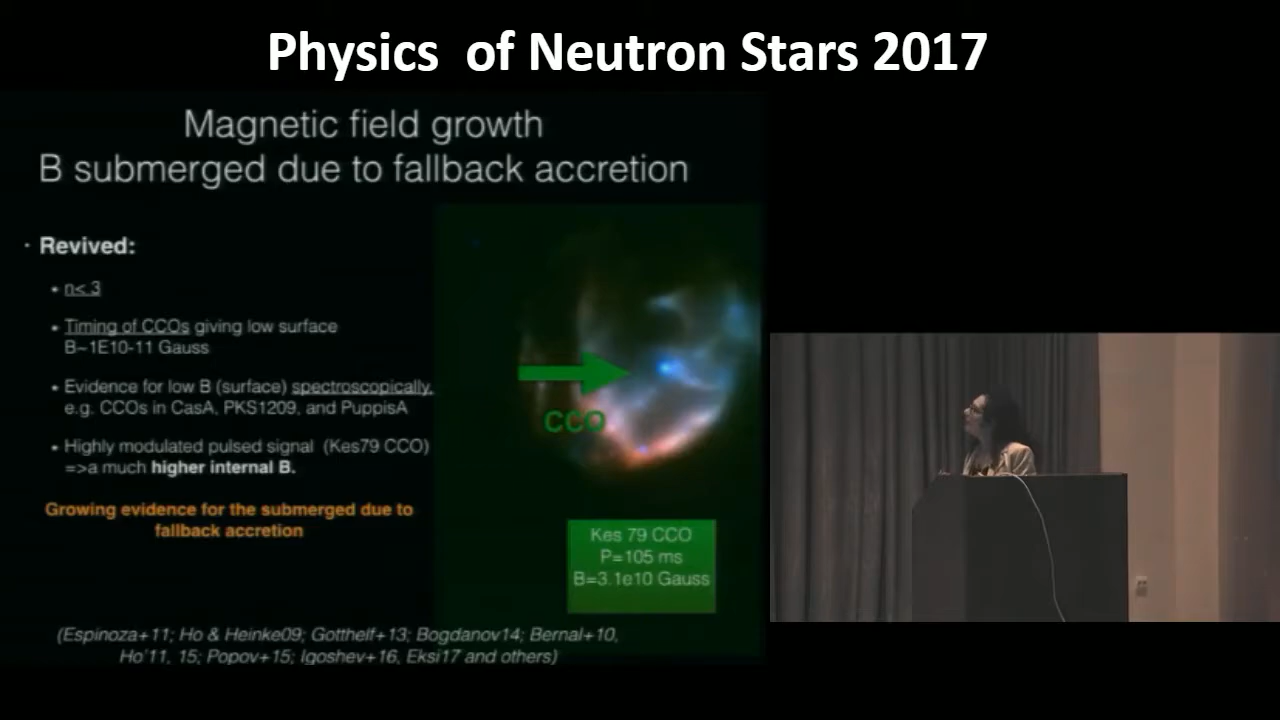 Physics of Neutron Stars 2017
Magnetic field growth
B submerged due to fallback accretion
• Revived:
• n< 3
• Timing of CCOs giving low surface
B~1E10-11 Gauss
• Evidence for low B (surface) spectroscopically,
e.g. CCOs in CasA, PKS1209, and PuppisA
• Highly modulated pulsed signal (Kes79 CCO)
=>a much higher internal B.
Growing evidence for the submerged due to
fallback accretion
CCO
Kes 79 CCO
P=105 ms
B=3.1e10 Gauss
(Espinoza+11; Ho & Heinke09; Gotthelf+13; Bogdanov14; Bernal+10,
Ho'11, 15; Popov+15; Igoshev+16, Eksi17 and others)